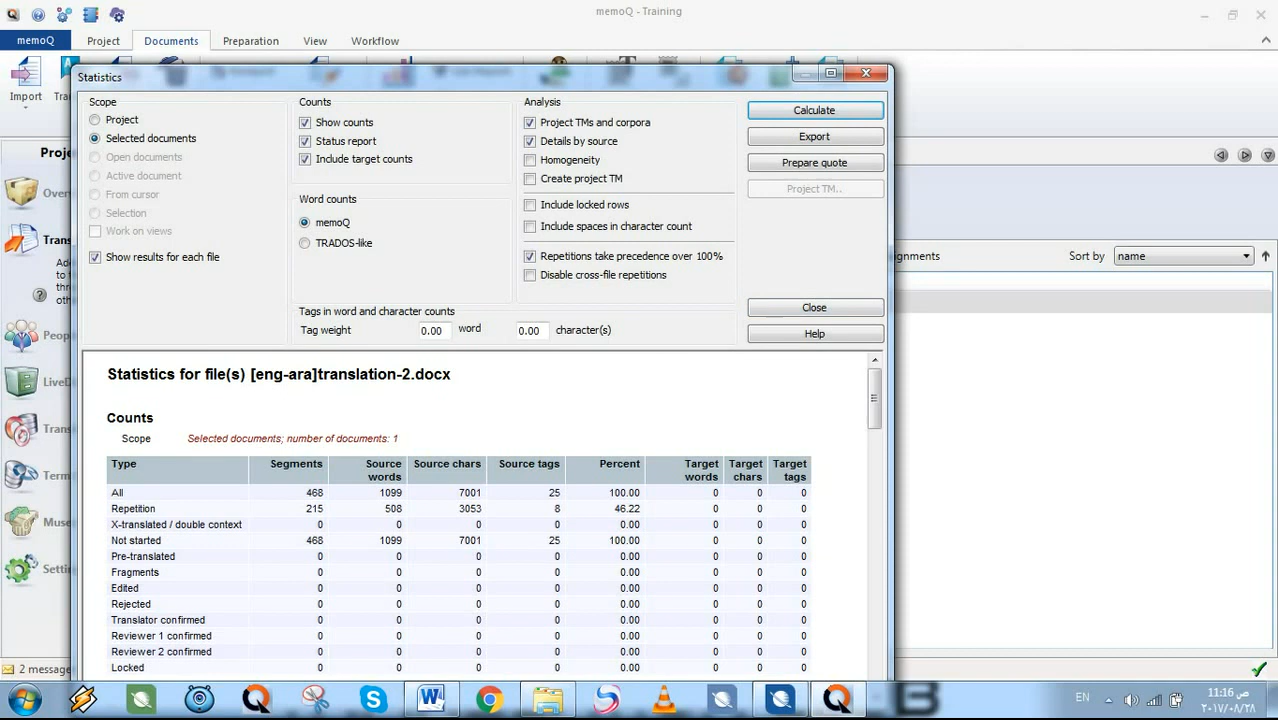 memoQ - Training
memoQ
Project
Documents
Preparation
View
Workflow
Import
Statistics
Scope
Project
Selected documents
Open documents
Active document
From cursor
Selection
Work on views
Show results for each file
Counts
Show counts
Status report
Include target counts
Word counts
memoQ
TRADOS-like
Tags in word and character counts
Tag weight 0.00 word 0.00 character(s)
Analysis
Project TMs and corpora
Details by source
Homogeneity
Create project TM
Include locked rows
Include spaces in character count
Repetitions take precedence over 100%
Disable cross-file repetitions
Calculate
Export
Prepare quote
Project TM..
Close
Help
Sort by name
Statistics for file(s) [eng-ara]translation-2.docx
Counts
Scope Selected documents; number of documents: 1
Type Segments Source words Source chars Source tags Percent Target words Target chars Target tags
All 468 1099 7001 25 100.00 0 0 0
Repetition 215 508 3053 8 46.22 0 0 0
X-translated / double context 0 0 0 0 0.00 0 0 0
Not started 468 1099 7001 25 100.00 0 0 0
Pre-translated 0 0 0 0 0.00 0 0 0
Fragments 0 0 0 0 0.00 0 0 0
Edited 0 0 0 0 0.00 0 0 0
Rejected 0 0 0 0 0.00 0 0 0
Translator confirmed 0 0 0 0 0.00 0 0 0
Reviewer 1 confirmed 0 0 0 0 0.00 0 0 0
Reviewer 2 confirmed 0 0 0 0 0.00 0 0 0
Locked 0 0 0 0 0.00 0 0 0
2 message
EN
11:16 ص
٢٠١٧/٠٨/٢٨